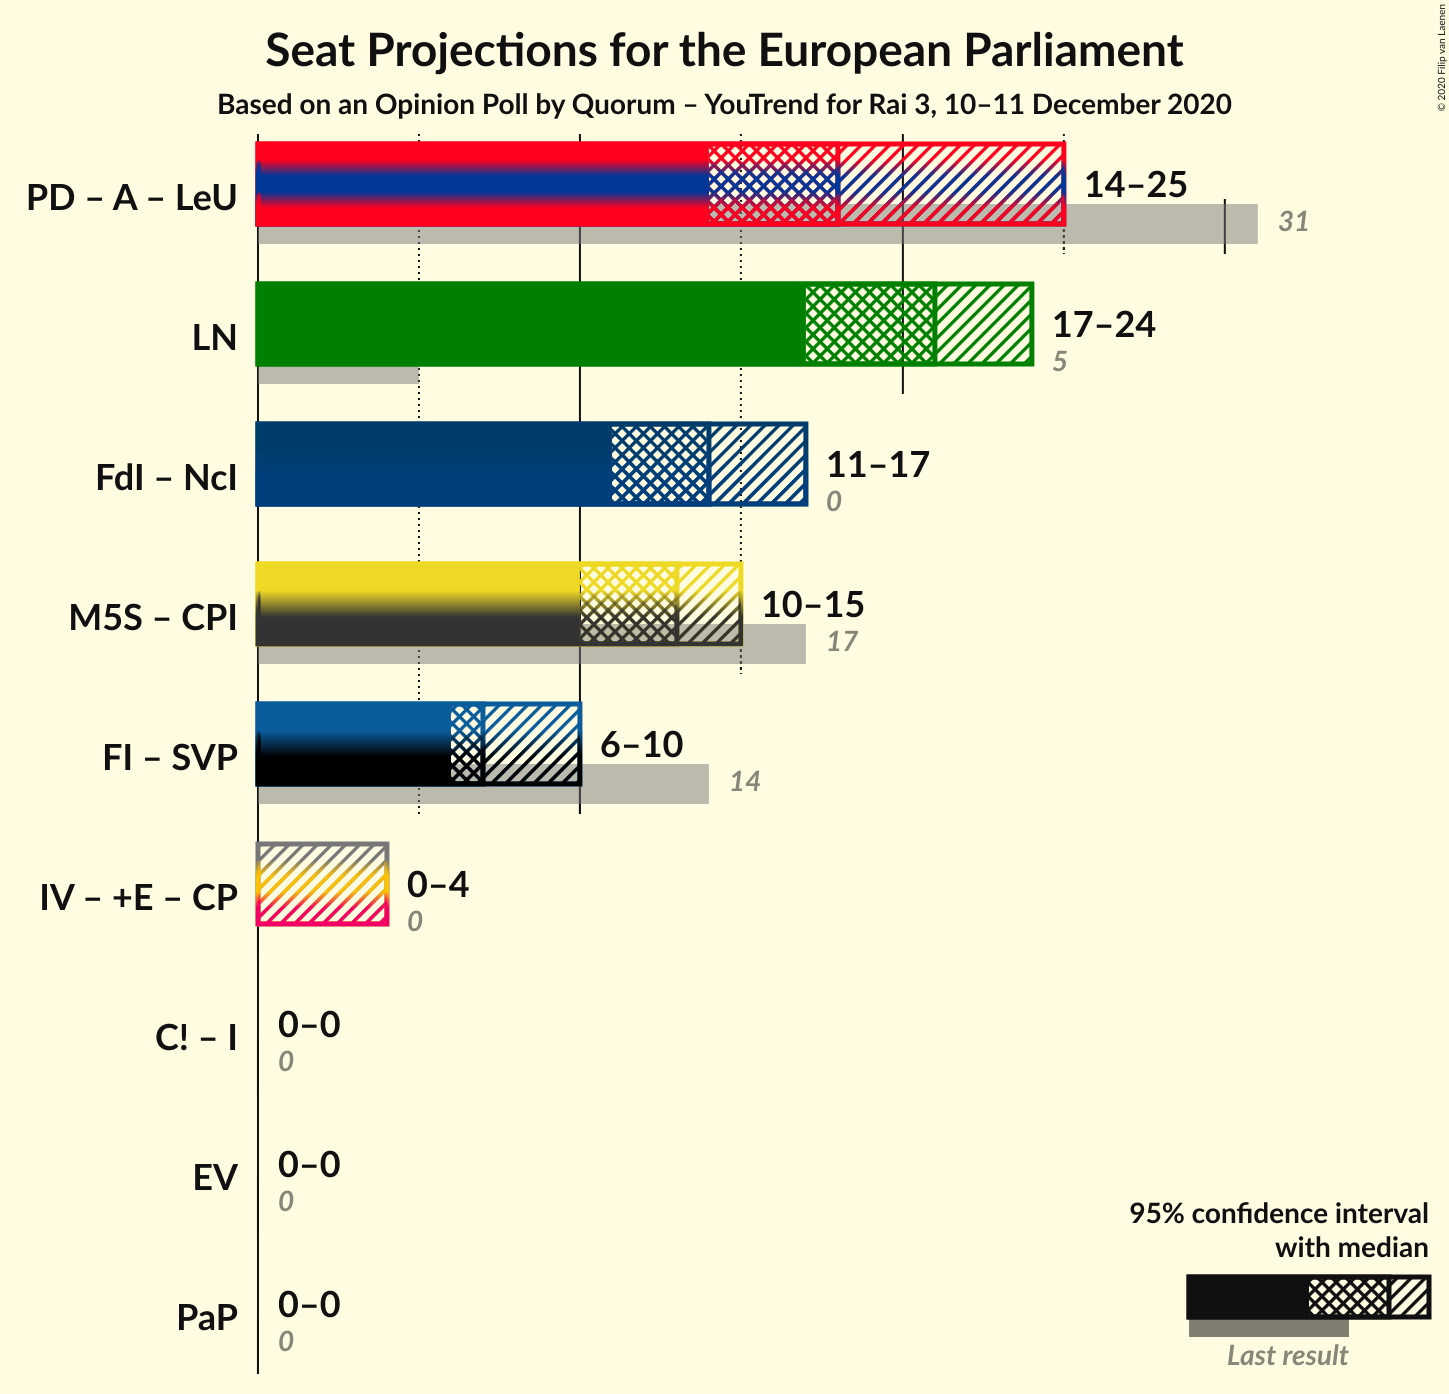 Seat Projections for the European Parliament
Based on an Opinion Poll by Quorum – YouTrend for Rai 3, 10–11 December 2020
© 2020 Filip van Laenen
PD – A – LeU
14–25
31
LN
17–24
5
FdI – NcI
11–17
0
M5S – CPI
10–15
17
FI – SVP
6–10
14
IV – +E – CP
0–4
0
C! – I
0–0
0
EV
0–0
0
PaP
0–0
0
95% confidence interval
with median
Last result